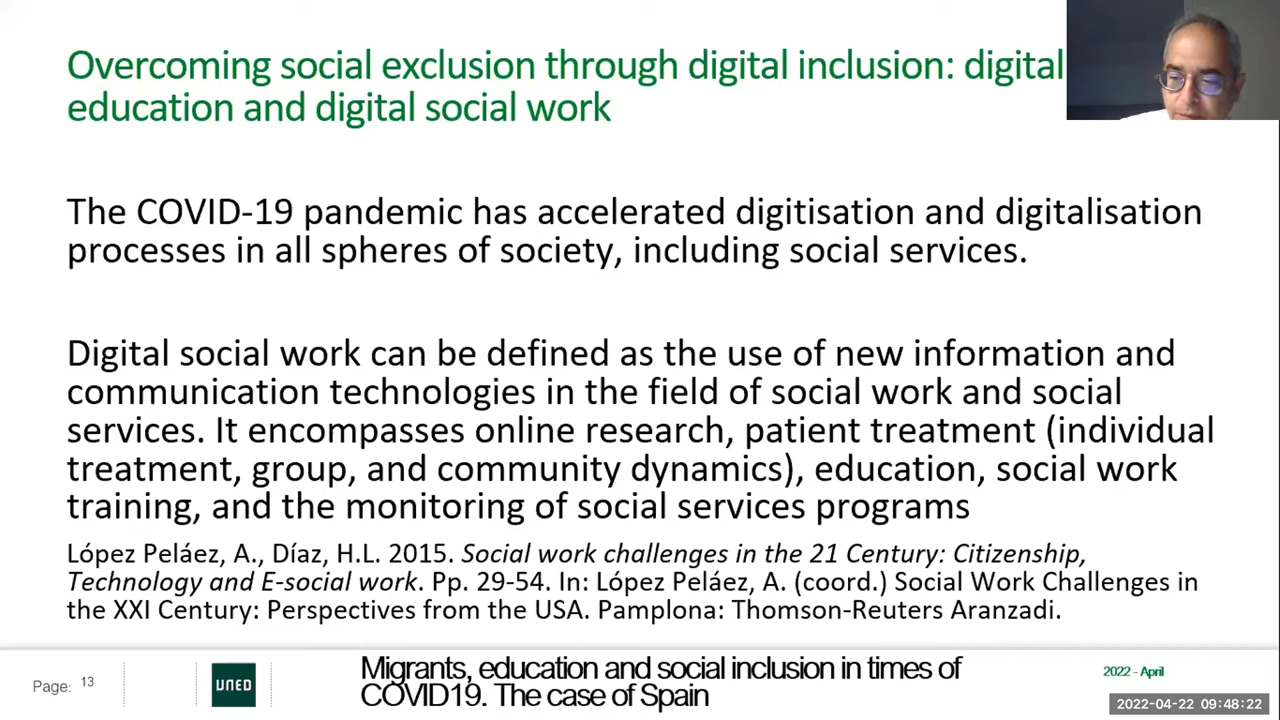 Overcoming social exclusion through digital inclusion: digital
education and digital social work
The COVID-19 pandemic has accelerated digitisation and digitalisation
processes in all spheres of society, including social services.
Digital social work can be defined as the use of new information and
communication technologies in the field of social work and social
services. It encompasses online research, patient treatment (individual
treatment, group, and community dynamics), education, social work
training, and the monitoring of social services programs
López Peláez, A., Díaz, H.L. 2015. Social work challenges in the 21 Century: Citizenship,
Technology and E-social work. Pp. 29-54. In: López Peláez, A. (coord.) Social Work Challenges in
the XXI Century: Perspectives from the USA. Pamplona: Thomson-Reuters Aranzadi.
Page: 13
UNED
Migrants, education and social inclusion in times of
COVID19. The case of Spain
2022 - April
2022-04-22 09:48:22